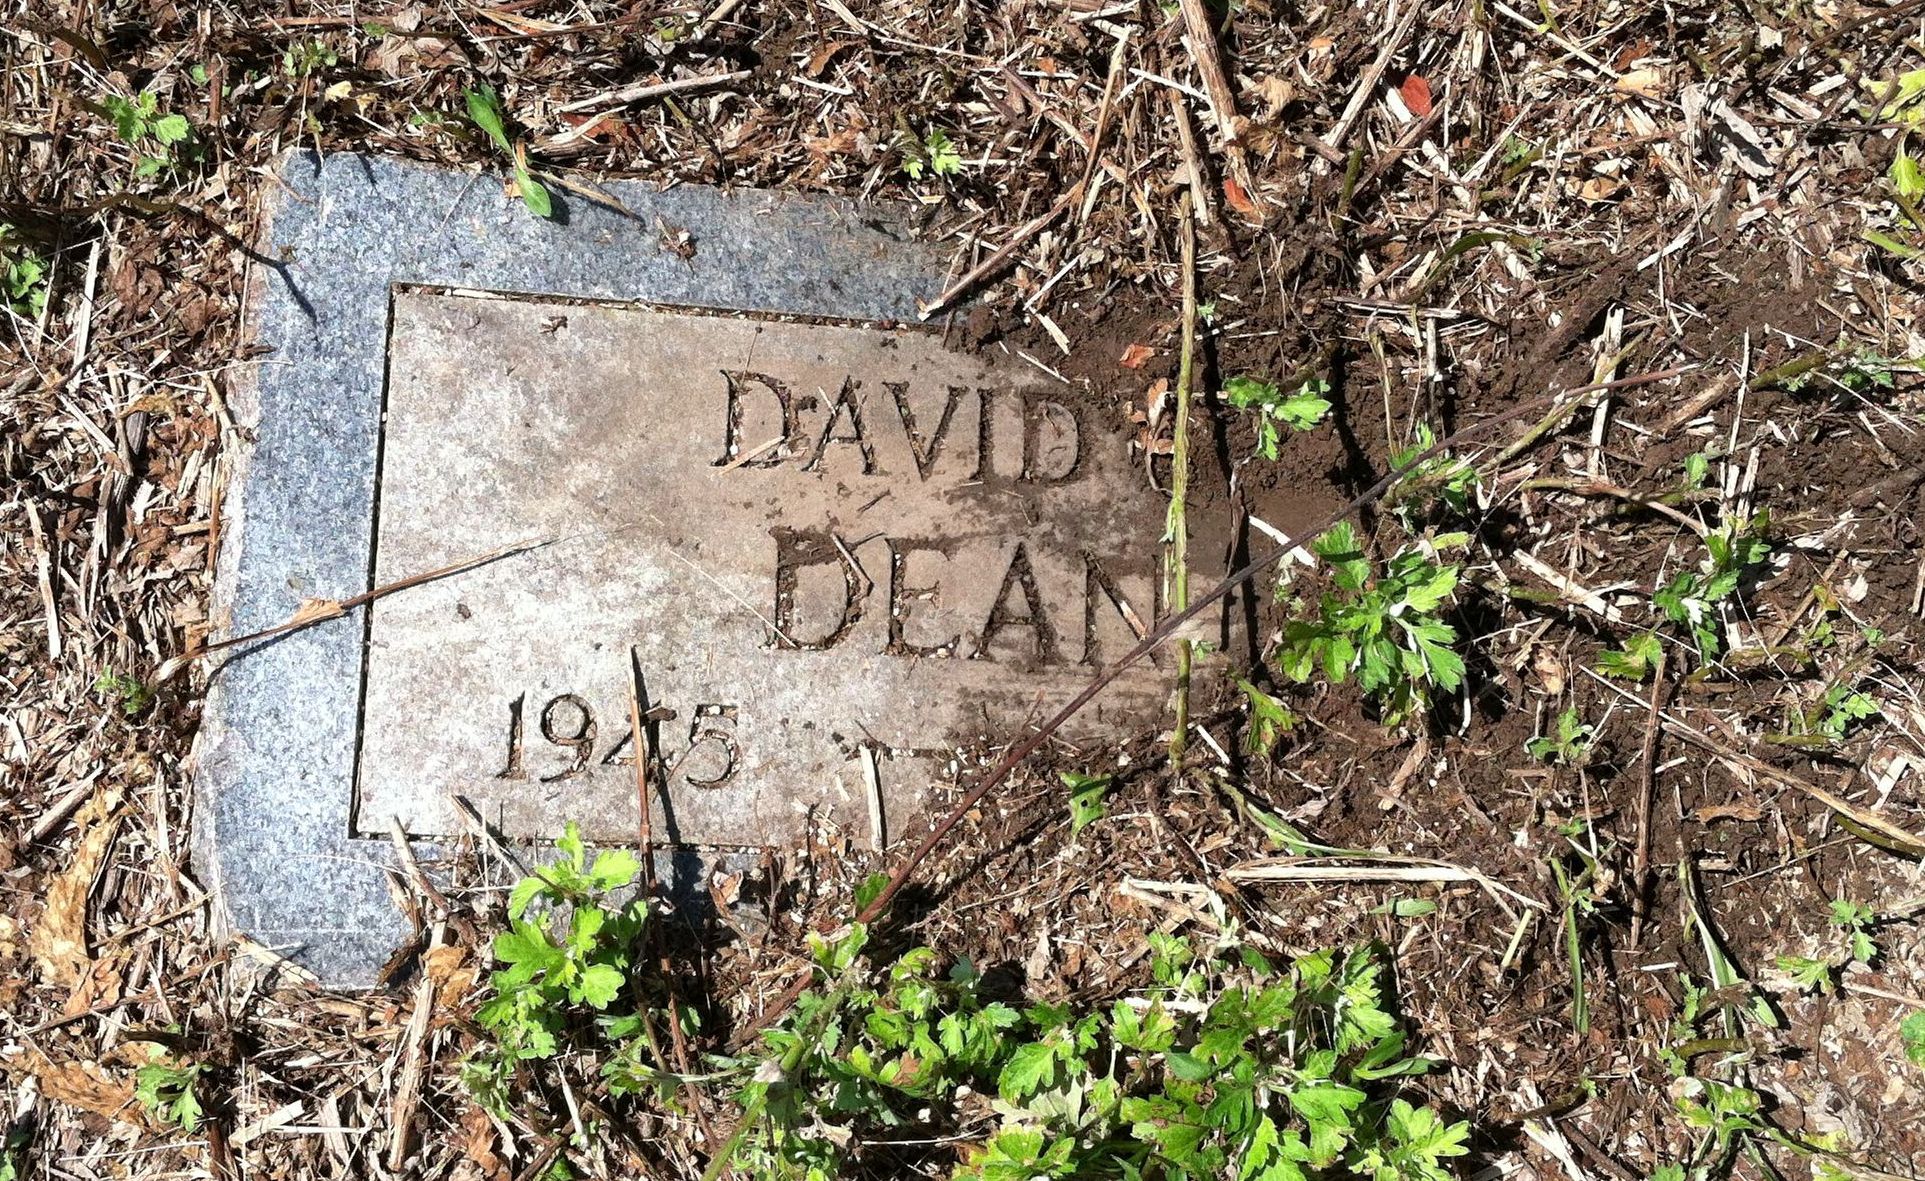 DAVID
DEAN
1945 –